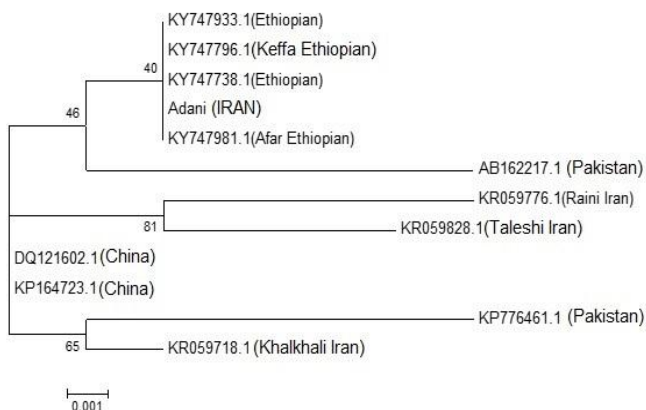 KY747933.1(Ethiopian)
KY747796.1(Keffa Ethiopian)
40
KY747738.1(Ethiopian)
Adani (IRAN)
46
KY747981.1(Afar Ethiopian)
AB162217.1 (Pakistan)
KR059776.1(Raini Iran)
81
KR059828.1(Taleshi Iran)
DQ121602.1(China)
KP164723.1(China)
KP776461.1 (Pakistan)
65
KR059718.1(Khalkhali Iran)
0.001